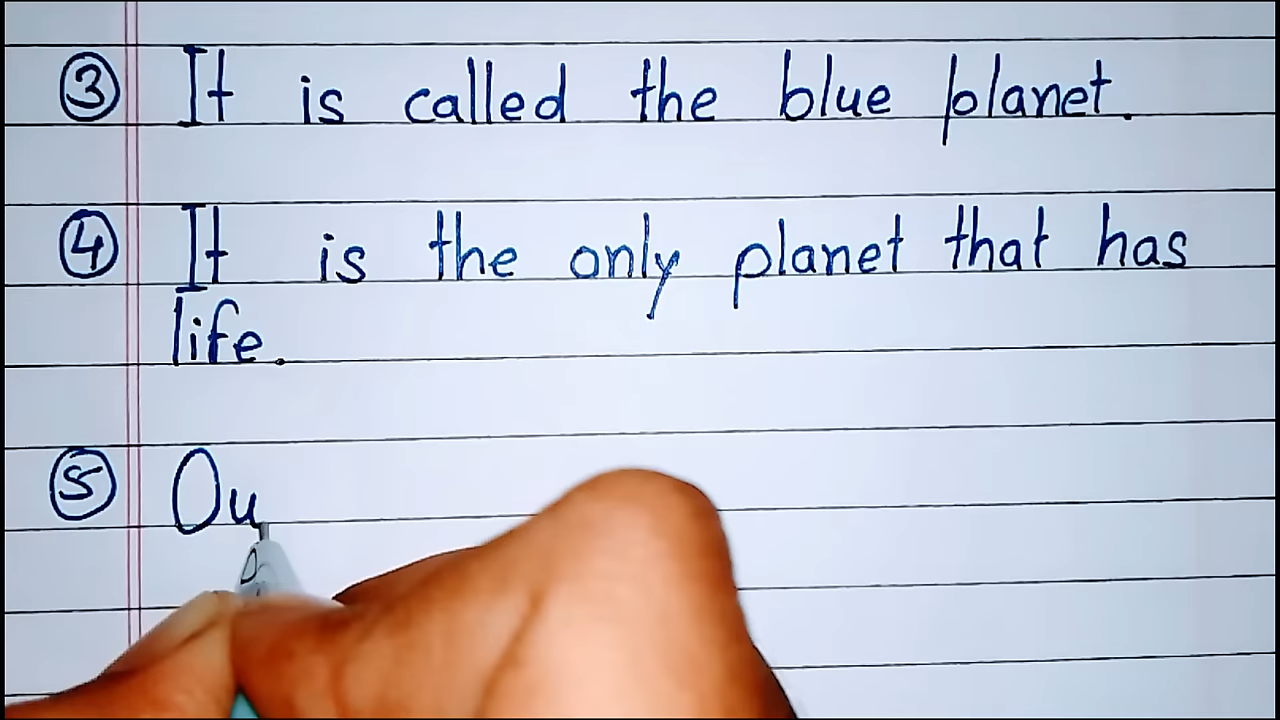 ③ It is called the blue planet.
④ It is the only planet that has
life.
⑤ Ou